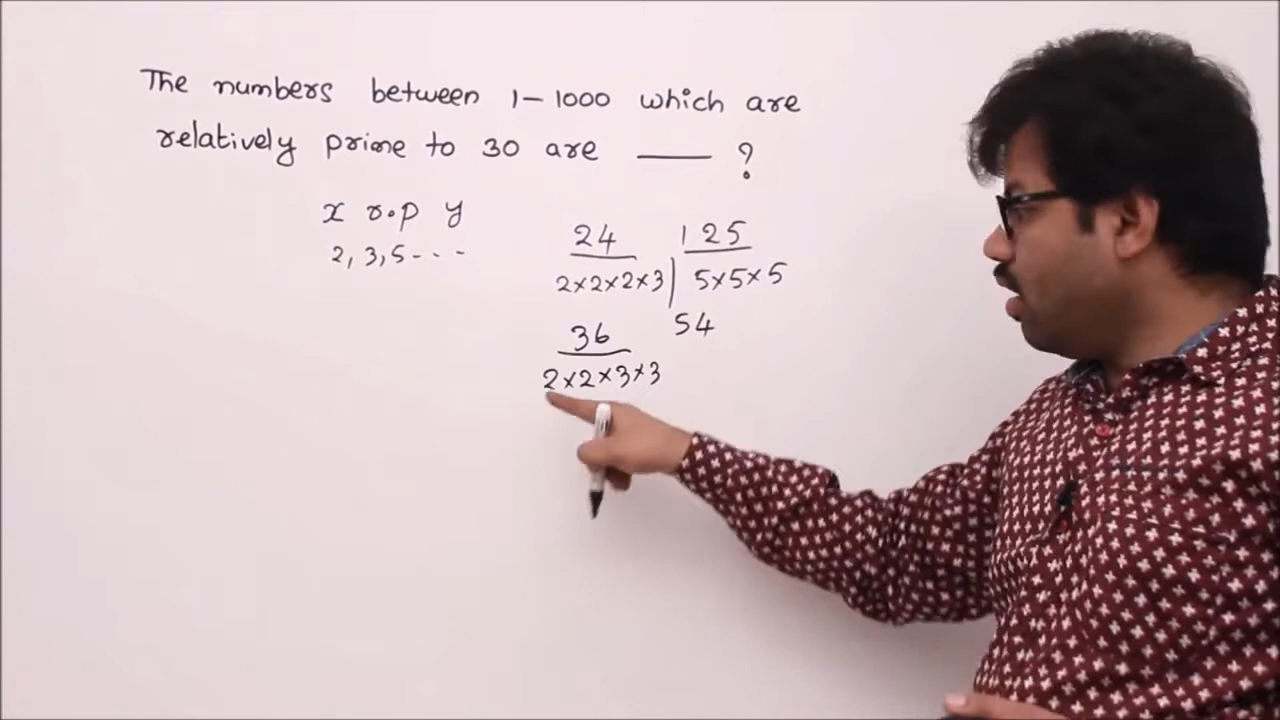 The numbers between 1-1000 which are
relatively prime to 30 are ___ ?
x r.p y
2, 3, 5 - - -
24 125
2×2×2×3 | 5×5×5
36 54
2×2×3×3